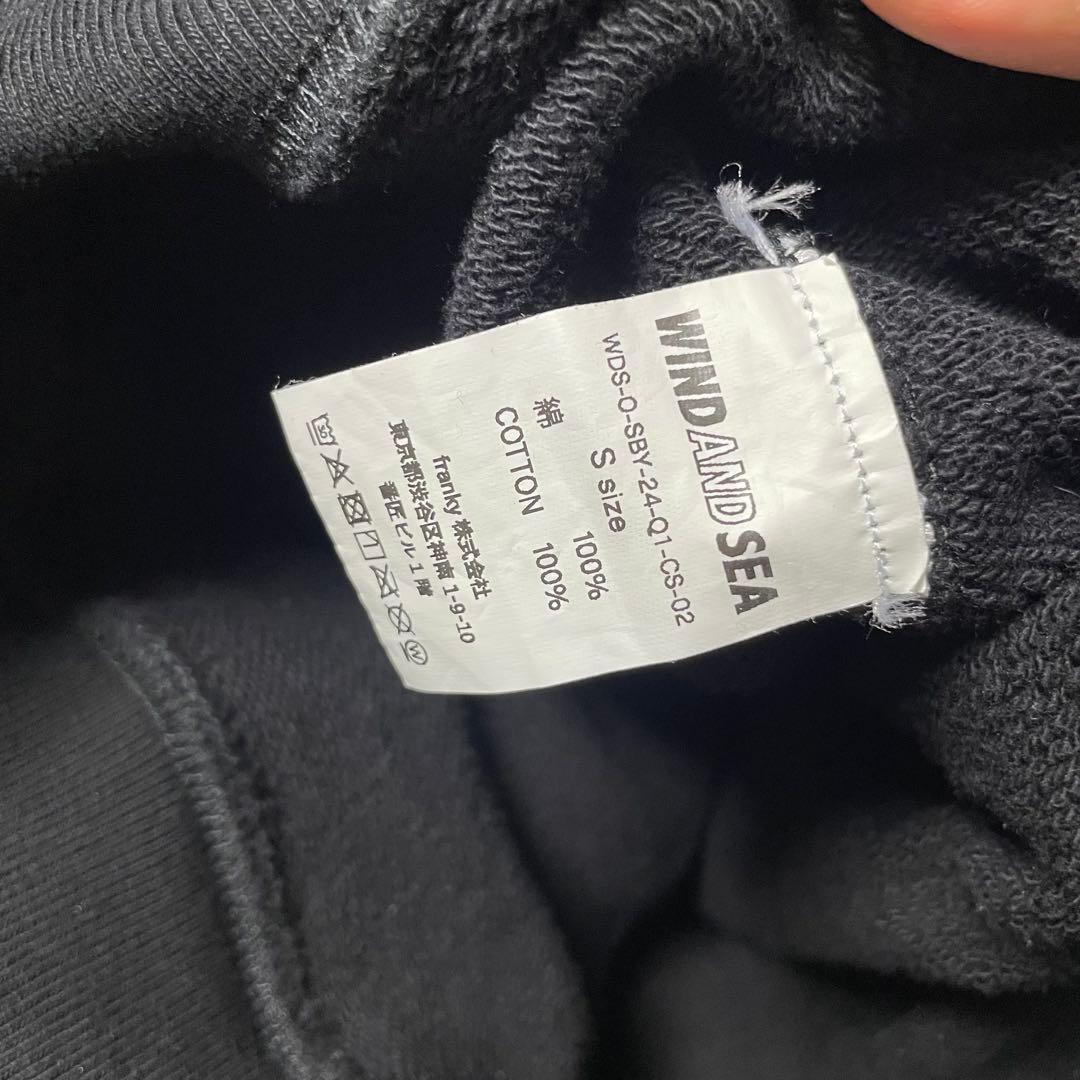 WIND AND SEA
WDS-O-SBY-24-Q1-CS-02
S size
綿 100%
COTTON 100%
franky 株式会社
東京都渋谷区神南 1-9-10
番匠ビル 1 階
W